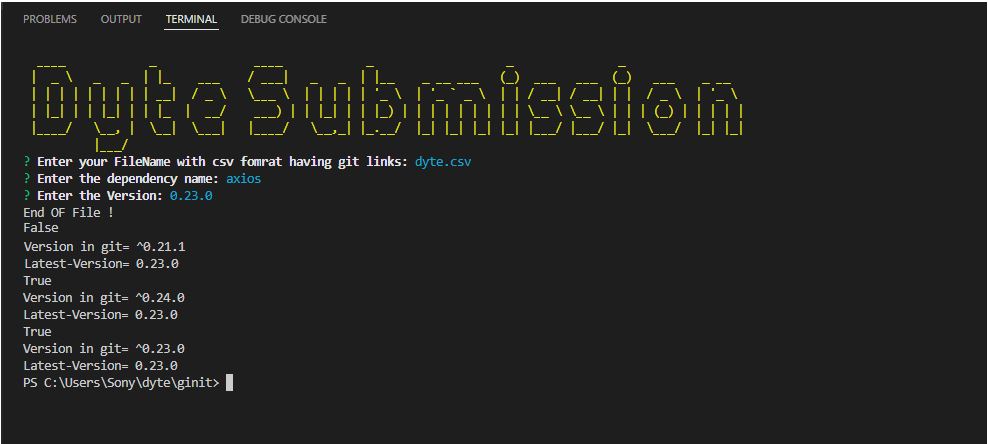 PROBLEMS OUTPUT TERMINAL DEBUG CONSOLE
Dyte Submission
? Enter your FileName with csv fomrat having git links: dyte.csv
? Enter the dependency name: axios
? Enter the Version: 0.23.0
End OF File !
False
Version in git= ^0.21.1
Latest-Version= 0.23.0
True
Version in git= ^0.24.0
Latest-Version= 0.23.0
True
Version in git= ^0.23.0
Latest-Version= 0.23.0
PS C:\Users\Sony\dyte\ginit>